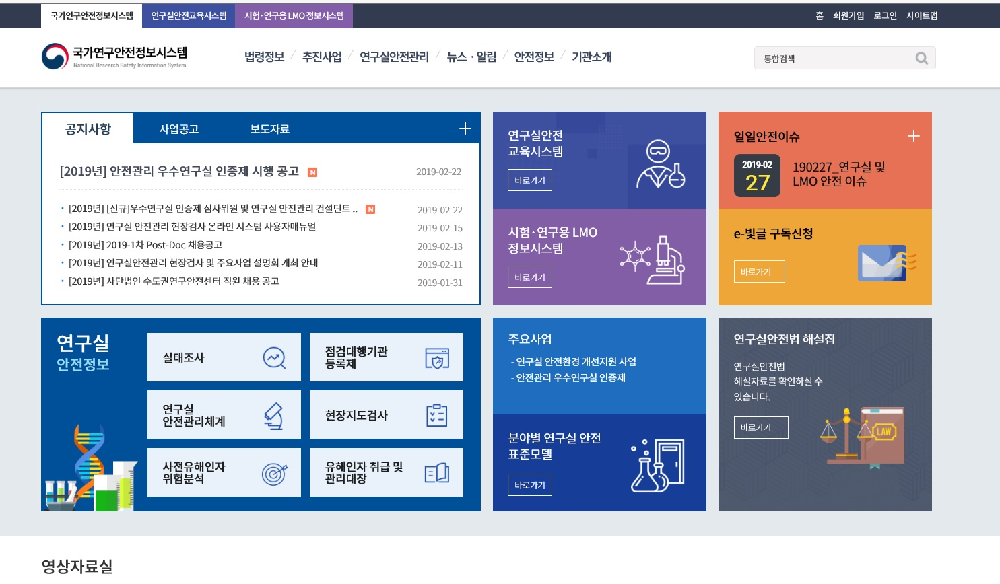 국가연구안전정보시스템
연구실안전교육시스템
시험·연구용 LMO 정보시스템
홈 회원가입 로그인 사이트맵
국가연구안전정보시스템
National Research Safety Information System
법령정보 / 추진사업 / 연구실안전관리 / 뉴스 · 알림 / 안전정보 / 기관소개
통합검색
공지사항 사업공고 보도자료
[2019년] 안전관리 우수연구실 인증제 시행 공고 N 2019-02-22
· [2019년] [신규]우수연구실 인증제 심사위원 및 연구실 안전관리 컨설턴트 .. N 2019-02-22
· [2019년] 연구실 안전관리 현장검사 온라인 시스템 사용자매뉴얼 2019-02-15
· [2019년] 2019-1차 Post-Doc 채용공고 2019-02-13
· [2019년] 연구실안전관리 현장검사 및 주요사업 설명회 개최 안내 2019-02-11
· [2019년] 사단법인 수도권연구안전센터 직원 채용 공고 2019-01-31
연구실안전
교육시스템
바로가기
시험·연구용 LMO
정보시스템
바로가기
일일안전이슈
2019-02
27
190227_연구실 및
LMO 안전 이슈
e-빛글 구독신청
바로가기
연구실
안전정보
실태조사
점검대행기관
등록제
연구실
안전관리체계
현장지도검사
사전유해인자
위험분석
유해인자 취급 및
관리대장
주요사업
- 연구실 안전환경 개선지원 사업
- 안전관리 우수연구실 인증제
분야별 연구실 안전
표준모델
바로가기
연구실안전법 해설집
연구실안전법
해설자료를 확인하실 수
있습니다.
바로가기
LAW
영상자료실